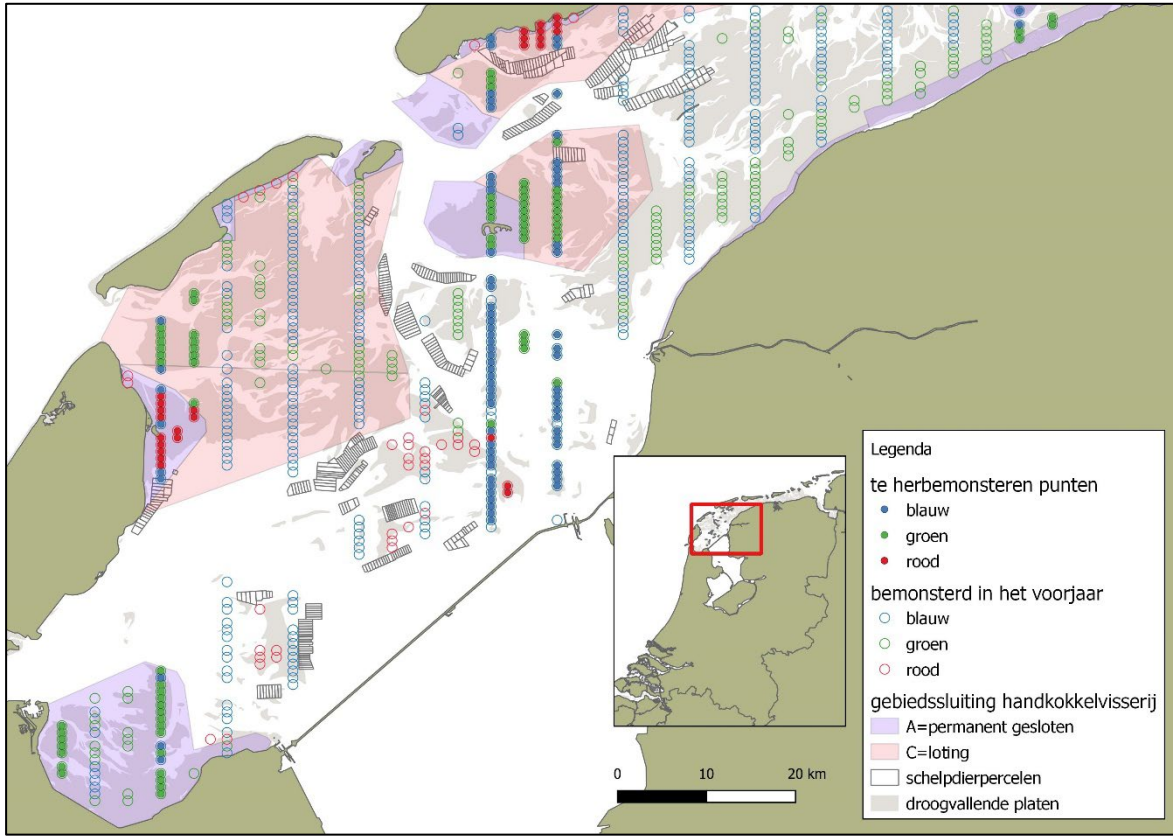 Legenda
te herbemonsteren punten
blauw
groen
rood
bemonsterd in het voorjaar
blauw
groen
rood
gebiedssluiting handkokkelvisserij
A=permanent gesloten
C=loting
schelpdierpercelen
droogvallende platen
0 10 20 km